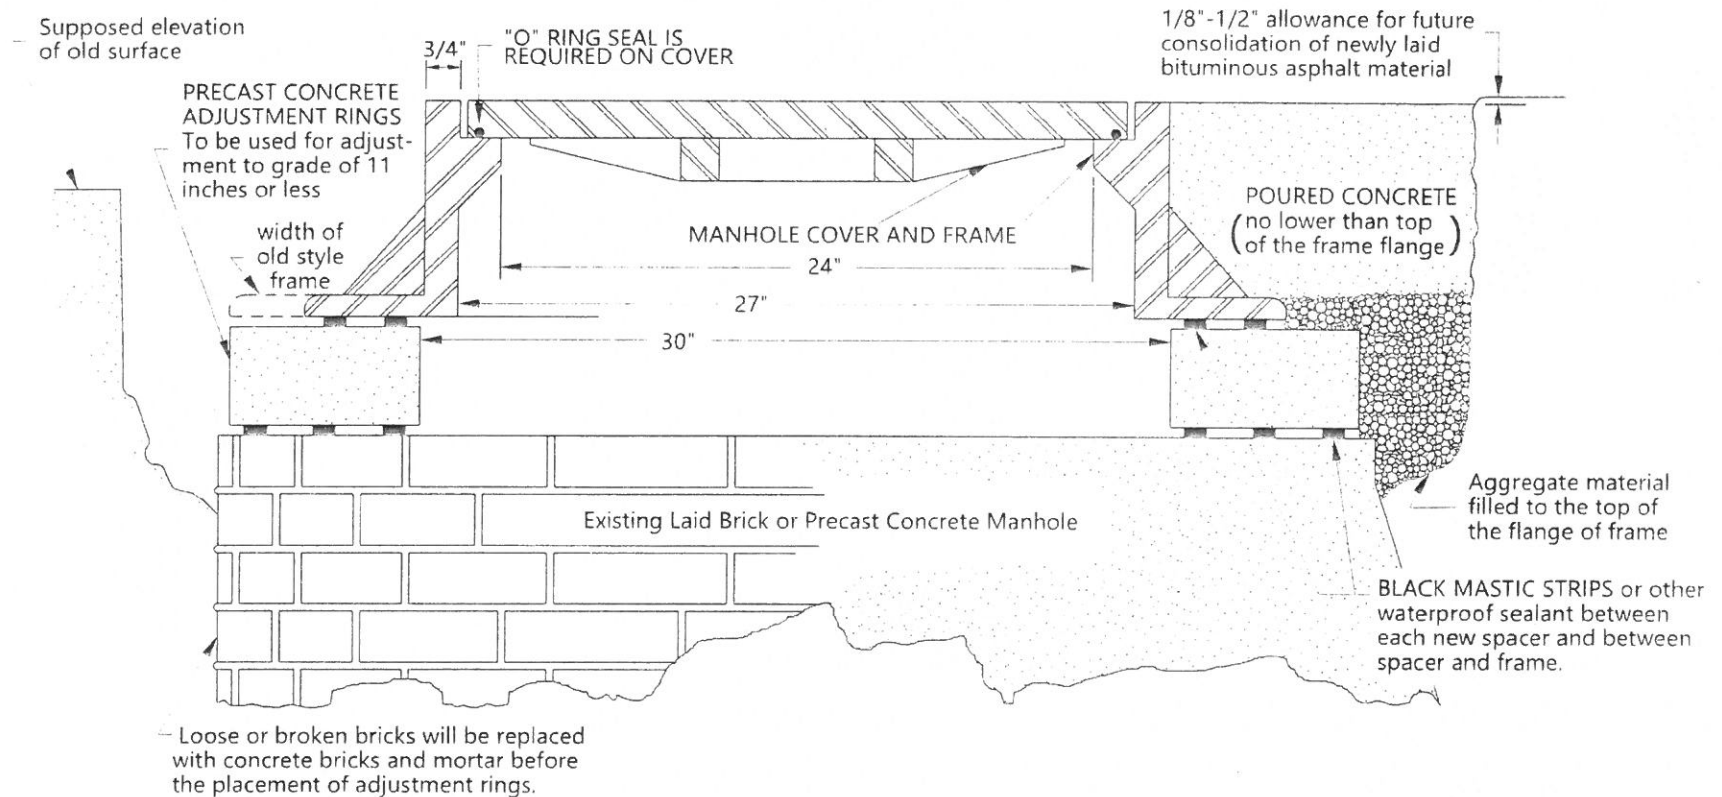 Supposed elevation
of old surface
3/4"
"O" RING SEAL IS
REQUIRED ON COVER
1/8"-1/2" allowance for future
consolidation of newly laid
bituminous asphalt material
PRECAST CONCRETE
ADJUSTMENT RINGS
To be used for adjust-
ment to grade of 11
inches or less
width of
old style
frame
MANHOLE COVER AND FRAME
24"
27"
30"
POURED CONCRETE
(no lower than top
of the frame flange)
Existing Laid Brick or Precast Concrete Manhole
Aggregate material
filled to the top of
the flange of frame
BLACK MASTIC STRIPS or other
waterproof sealant between
each new spacer and between
spacer and frame.
Loose or broken bricks will be replaced
with concrete bricks and mortar before
the placement of adjustment rings.